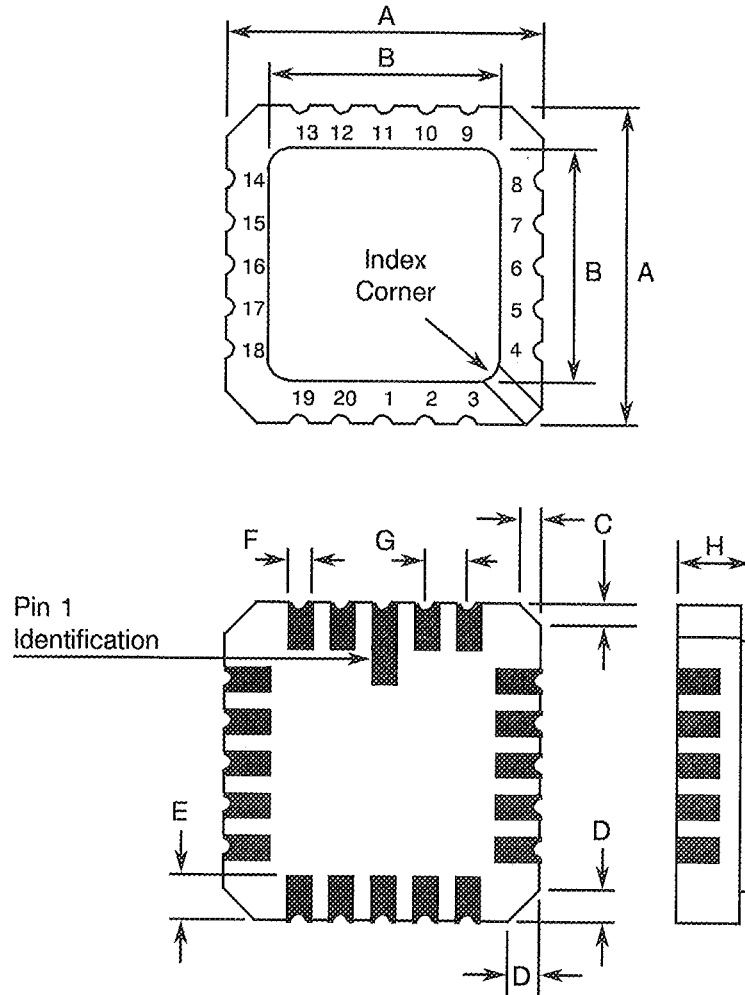 A
B
13 12 11 10 9
14 8
15 7
16 6
17 5
18 4
Index
Corner
B
A
19 20 1 2 3
F
G
C
H
Pin 1
Identification
E
D
D